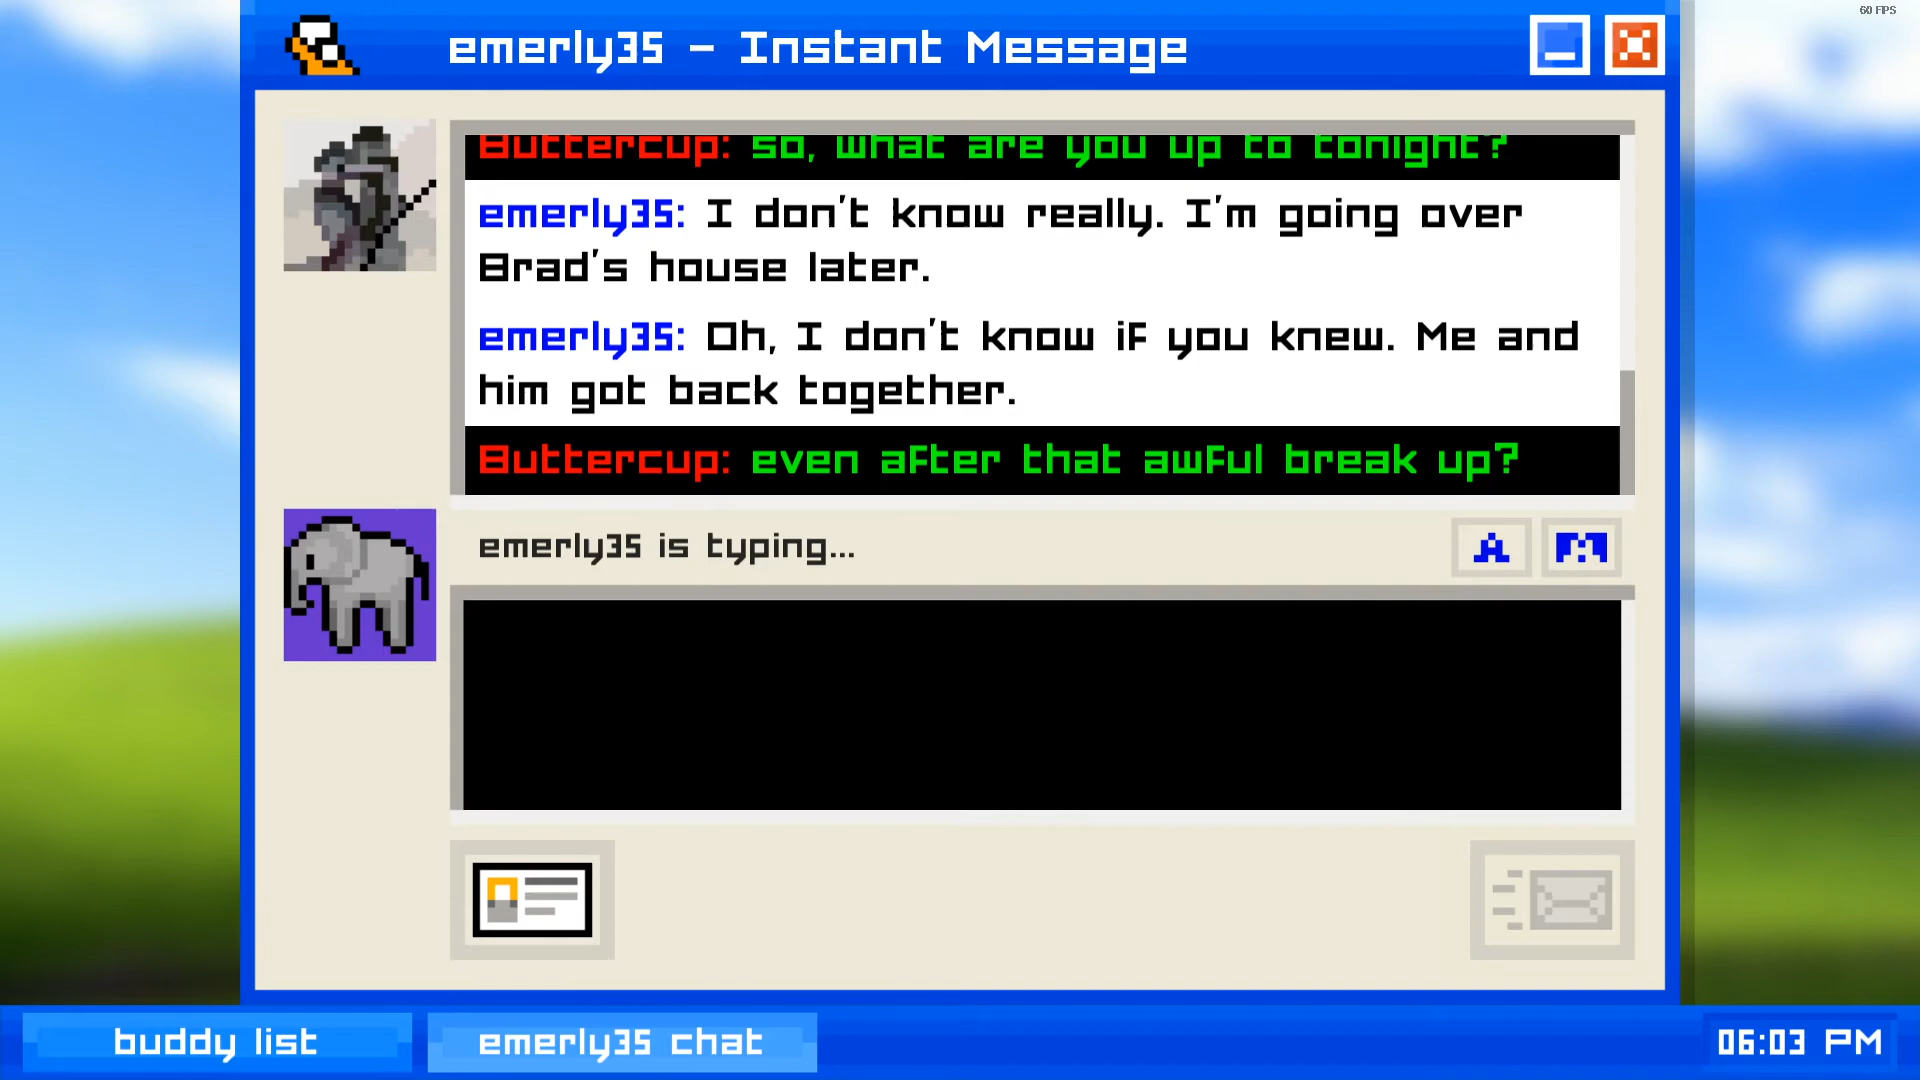 60 FPS
emerly35 - Instant Message
Buttercup: so, what are you up to tonight?
emerly35: I don't know really. I'm going over
Brad's house later.
emerly35: Oh, I don't know if you knew. Me and
him got back together.
Buttercup: even after that awful break up?
emerly35 is typing...
A
buddy list
emerly35 chat
06:03 PM